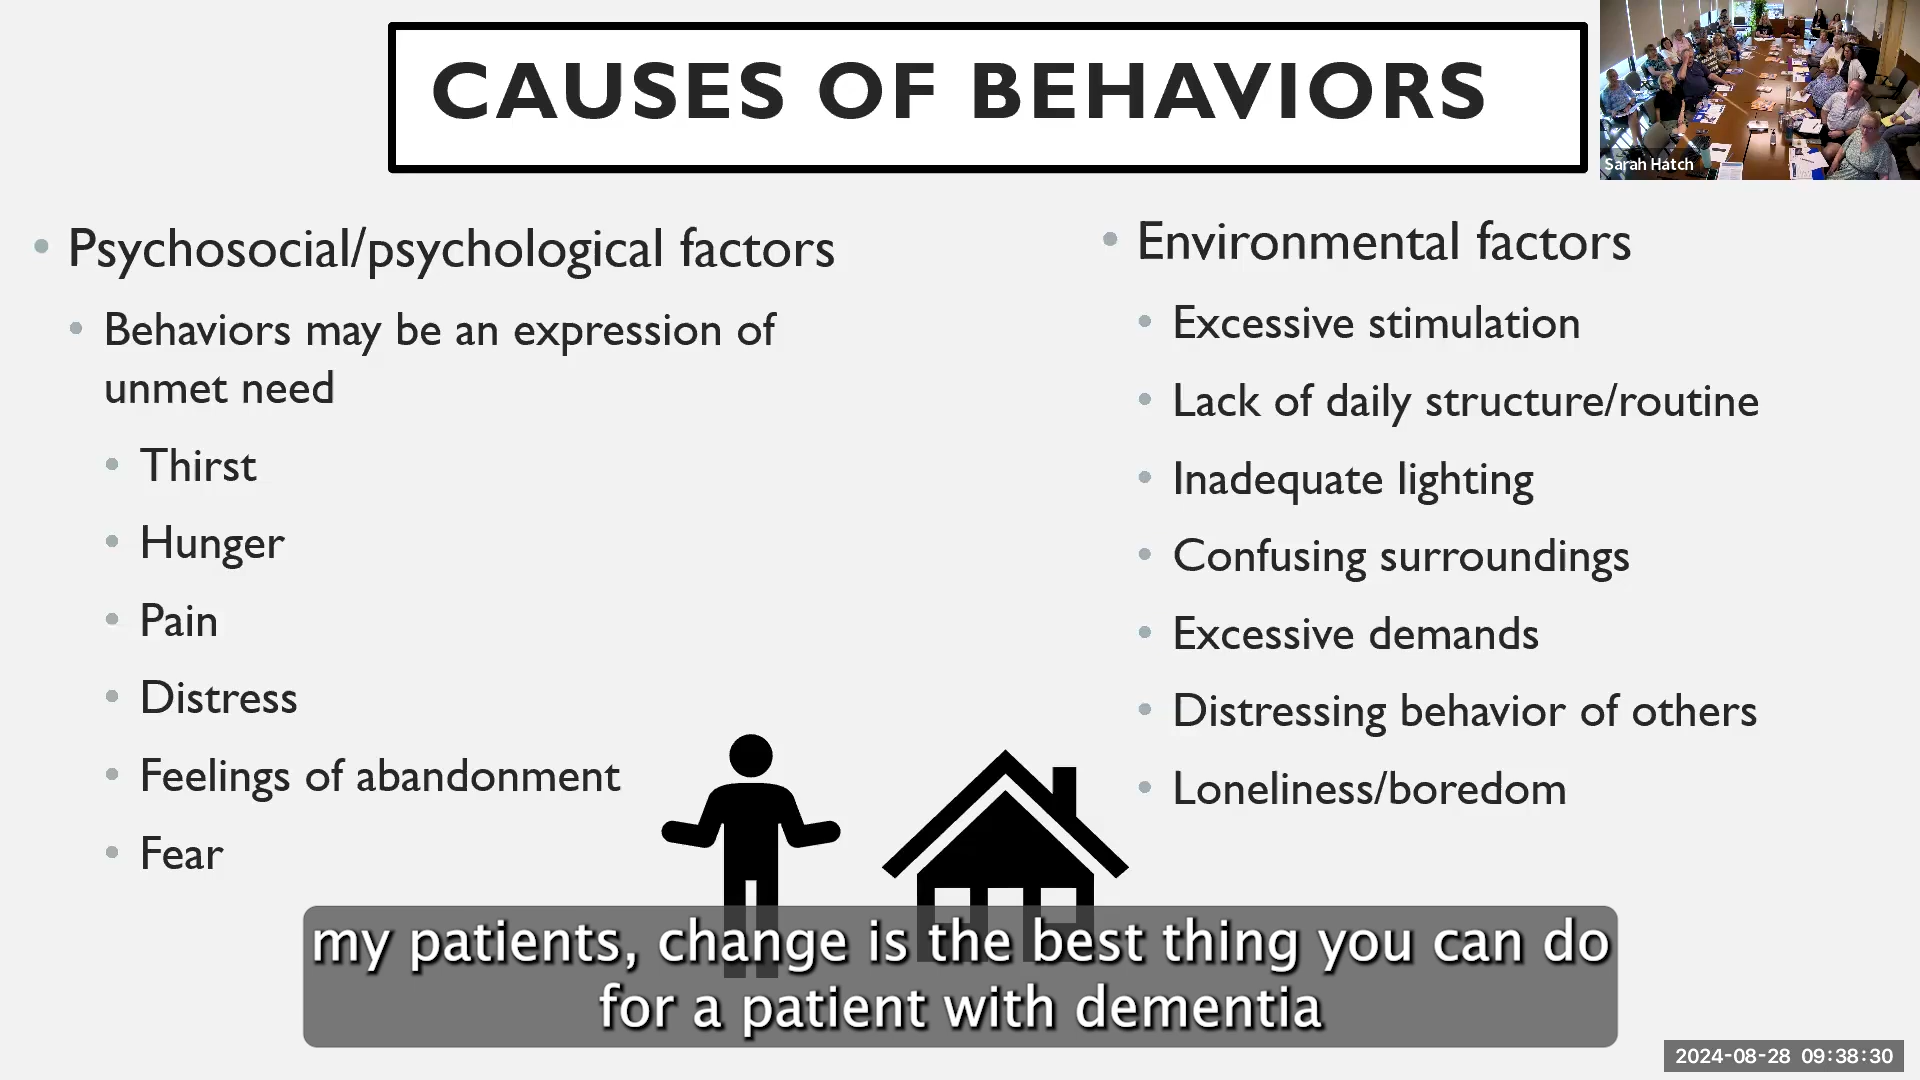 CAUSES OF BEHAVIORS
Sarah Hatch
Psychosocial/psychological factors
Behaviors may be an expression of
unmet need
Thirst
Hunger
Pain
Distress
Feelings of abandonment
Fear
Environmental factors
Excessive stimulation
Lack of daily structure/routine
Inadequate lighting
Confusing surroundings
Excessive demands
Distressing behavior of others
Loneliness/boredom
my patients, change is the best thing you can do
for a patient with dementia
2024-08-28 09:38:30